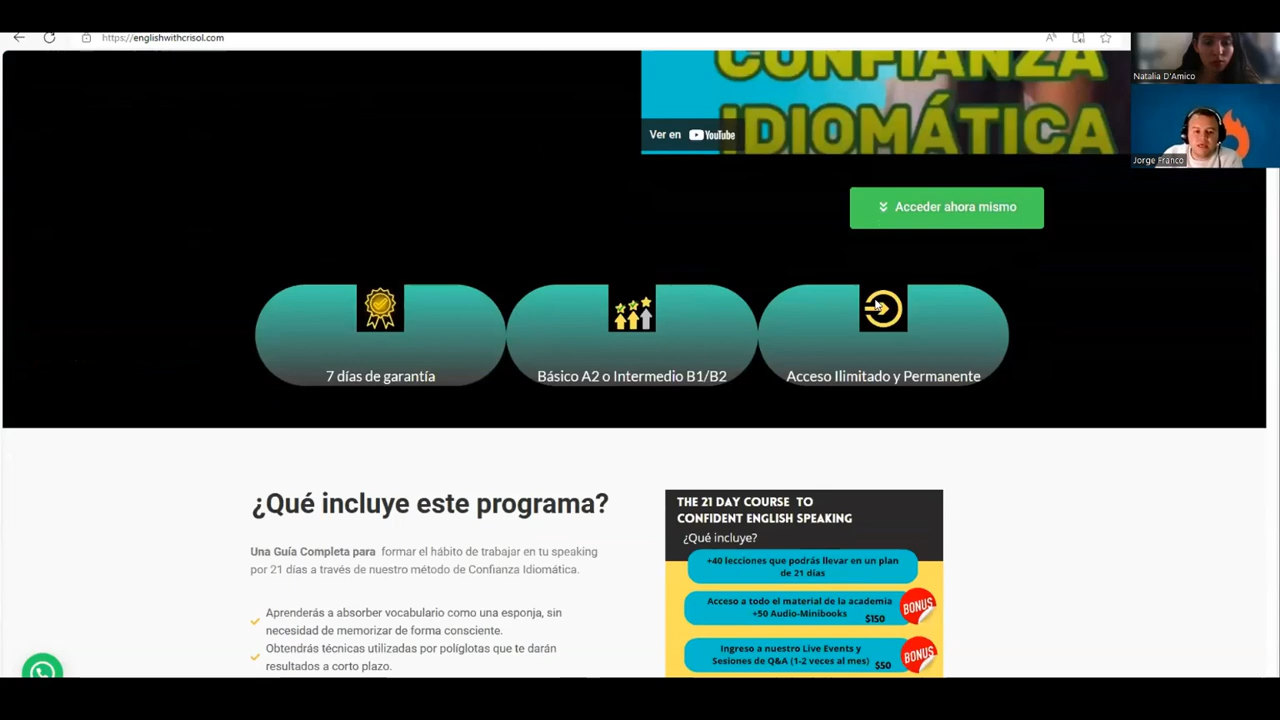 https://englishwithcrisol.com
Natalia D'Amico
Jorge Franco
CONFIANZA
IDIOMÁTICA
Ver en YouTube
Acceder ahora mismo
7 días de garantía
Básico A2 o Intermedio B1/B2
Acceso Ilimitado y Permanente
¿Qué incluye este programa?
Una Guía Completa para formar el hábito de trabajar en tu speaking
por 21 días a través de nuestro método de Confianza Idiomática.
Aprenderás a absorber vocabulario como una esponja, sin
necesidad de memorizar de forma consciente.
Obtendrás técnicas utilizadas por políglotas que te darán
resultados a corto plazo.
THE 21 DAY COURSE TO
CONFIDENT ENGLISH SPEAKING
¿Qué incluye?
+40 lecciones que podrás llevar en un plan
de 21 días
Acceso a todo el material de la academia
+50 Audio-Minibooks
$150
BONUS
Ingreso a nuestro Live Events y
Sesiones de Q&A (1-2 veces al mes)
$50
BONUS